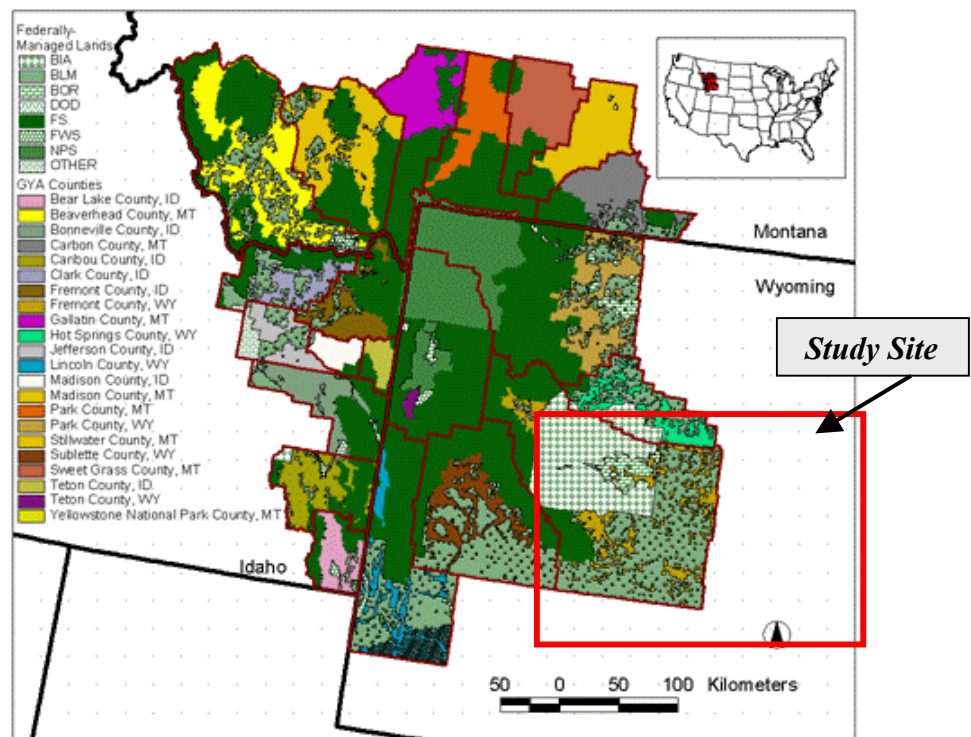 Federally-
Managed Lands
BIA
BLM
BOR
DOD
FS
FWS
NPS
OTHER
GYA Counties
Bear Lake County, ID
Beaverhead County, MT
Bonneville County, ID
Carbon County, MT
Caribou County, ID
Clark County, ID
Fremont County, ID
Fremont County, WY
Gallatin County, MT
Hot Springs County, WY
Jefferson County, ID
Lincoln County, WY
Madison County, ID
Madison County, MT
Park County, MT
Park County, WY
Stillwater County, MT
Sublette County, WY
Sweet Grass County, MT
Teton County, ID
Teton County, WY
Yellowstone National Park County, MT
Montana
Wyoming
Study Site
Idaho
50 0 50 100 Kilometers